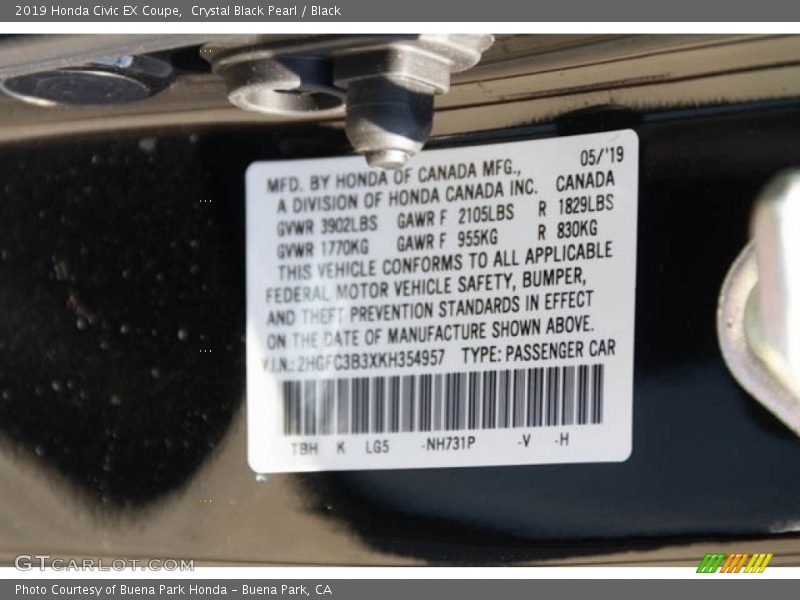 2019 Honda Civic EX Coupe,  Crystal Black Pearl / Black
05/'19
MFD. BY HONDA OF CANADA MFG.,
A DIVISION OF HONDA CANADA INC. CANADA
GVWR 3902LBS GAWR F 2105LBS R 1829LBS
GVWR 1770KG GAWR F 955KG R 830KG
THIS VEHICLE CONFORMS TO ALL APPLICABLE
FEDERAL MOTOR VEHICLE SAFETY, BUMPER,
AND THEFT PREVENTION STANDARDS IN EFFECT
ON THE DATE OF MANUFACTURE SHOWN ABOVE.
V.I.N.: 2HGFC3B3XKH354957 TYPE: PASSENGER CAR
TBH K LG5 -NH731P -V -H
GTCARLOT.COM
Photo Courtesy of Buena Park Honda - Buena Park, CA